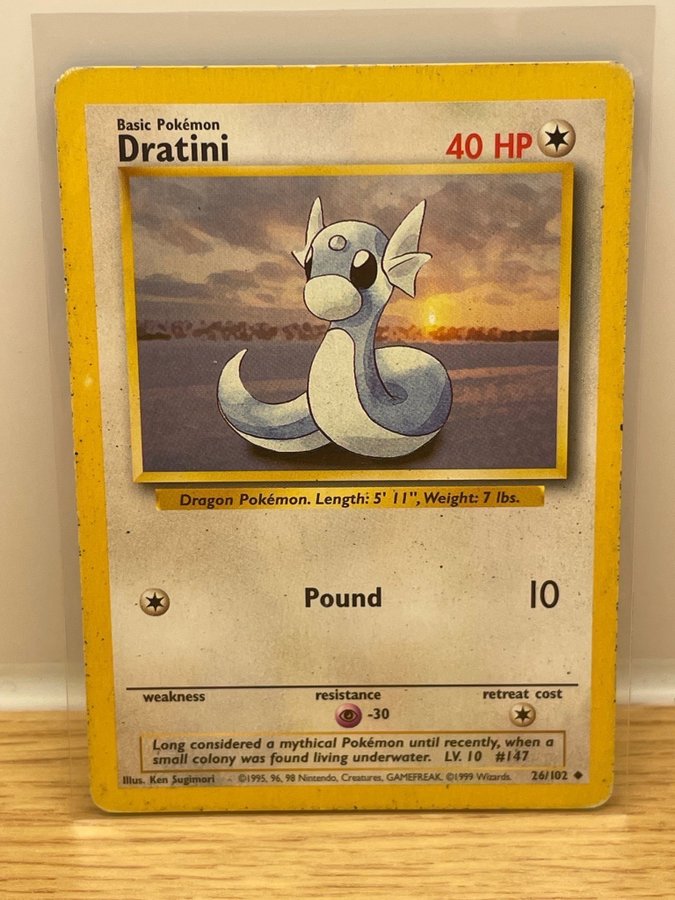 Basic Pokémon
Dratini
40 HP
Dragon Pokémon. Length: 5' 11", Weight: 7 lbs.
Pound 10
weakness resistance retreat cost
-30
Long considered a mythical Pokémon until recently, when a
small colony was found living underwater. LV. 10 #147
Illus. Ken Sugimori ©1995, 96, 98 Nintendo, Creatures, GAMEFREAK. ©1999 Wizards. 26/102